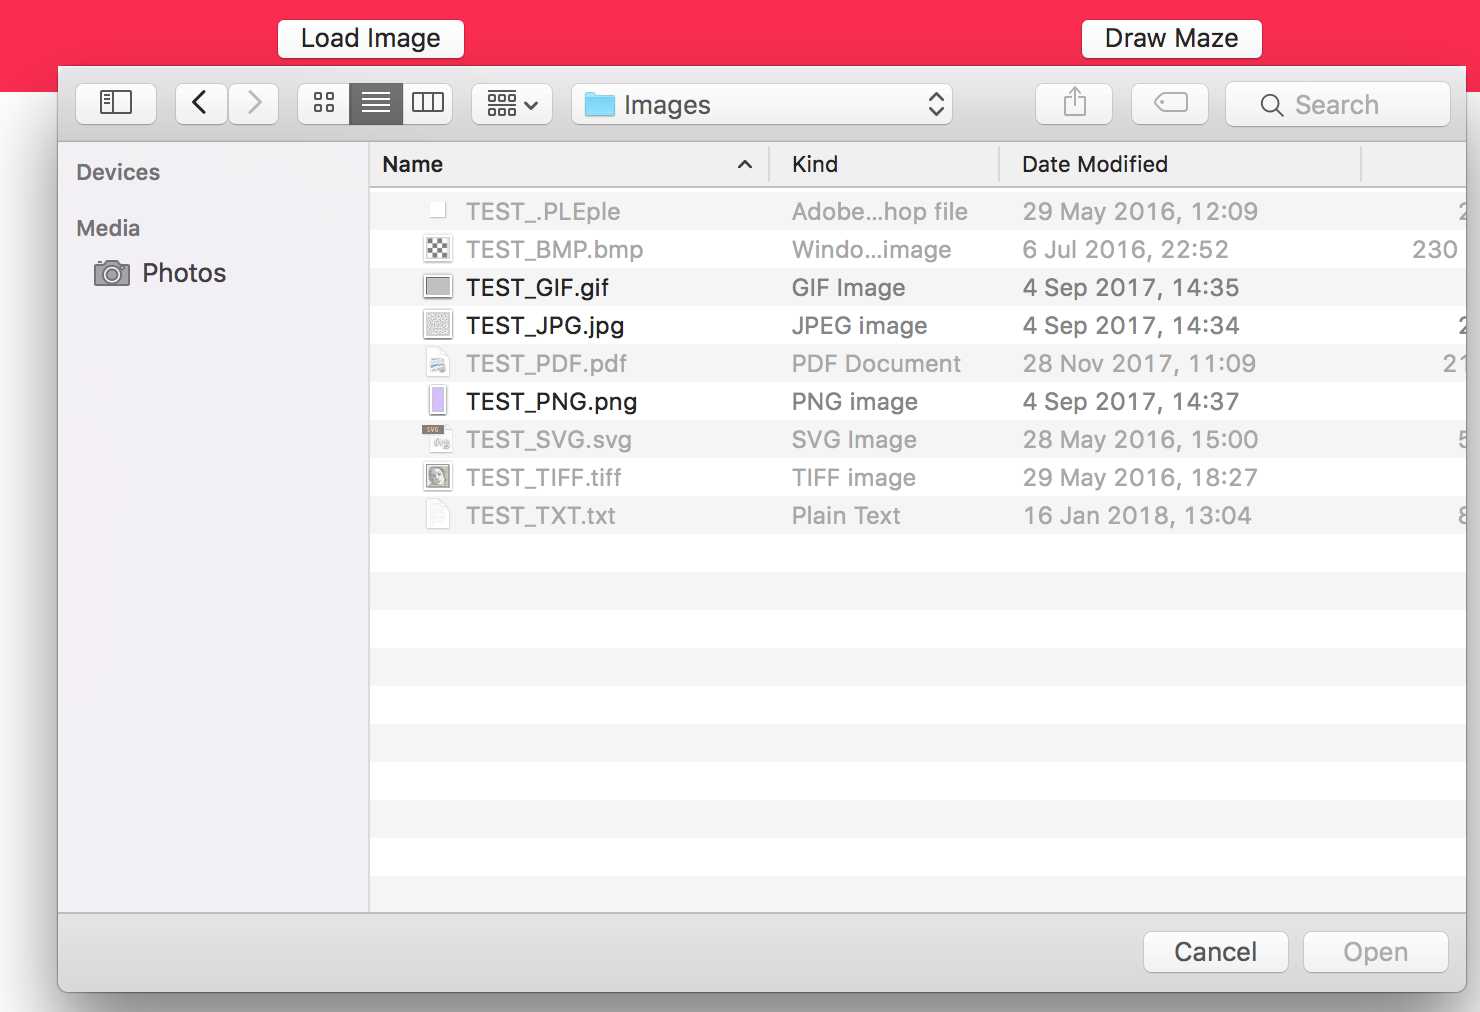 Load Image Draw Maze
Images Search
Devices
Media
Photos
Name Kind Date Modified
TEST_.PLEple Adobe...hop file 29 May 2016, 12:09
TEST_BMP.bmp Windo...image 6 Jul 2016, 22:52 230
TEST_GIF.gif GIF Image 4 Sep 2017, 14:35
TEST_JPG.jpg JPEG image 4 Sep 2017, 14:34
TEST_PDF.pdf PDF Document 28 Nov 2017, 11:09
TEST_PNG.png PNG image 4 Sep 2017, 14:37
TEST_SVG.svg SVG Image 28 May 2016, 15:00
TEST_TIFF.tiff TIFF image 29 May 2016, 18:27
TEST_TXT.txt Plain Text 16 Jan 2018, 13:04
Cancel Open